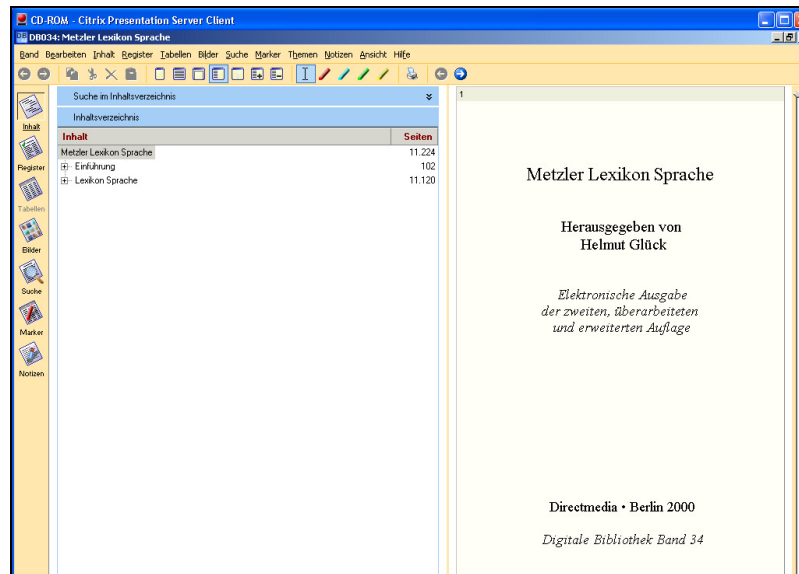 CD-ROM - Citrix Presentation Server Client
DB034: Metzler Lexikon Sprache
Band Bearbeiten Inhalt Register Tabellen Bilder Suche Marker Themen Notizen Ansicht Hilfe
Suche im Inhaltsverzeichnis
Inhaltsverzeichnis
Inhalt Seiten
Metzler Lexikon Sprache 11.224
Einführung 102
Lexikon Sprache 11.120
Inhalt
Register
Tabellen
Bilder
Suche
Marker
Notizen
1
Metzler Lexikon Sprache
Herausgegeben von
Helmut Glück
Elektronische Ausgabe
der zweiten, überarbeiteten
und erweiterten Auflage
Directmedia • Berlin 2000
Digitale Bibliothek Band 34